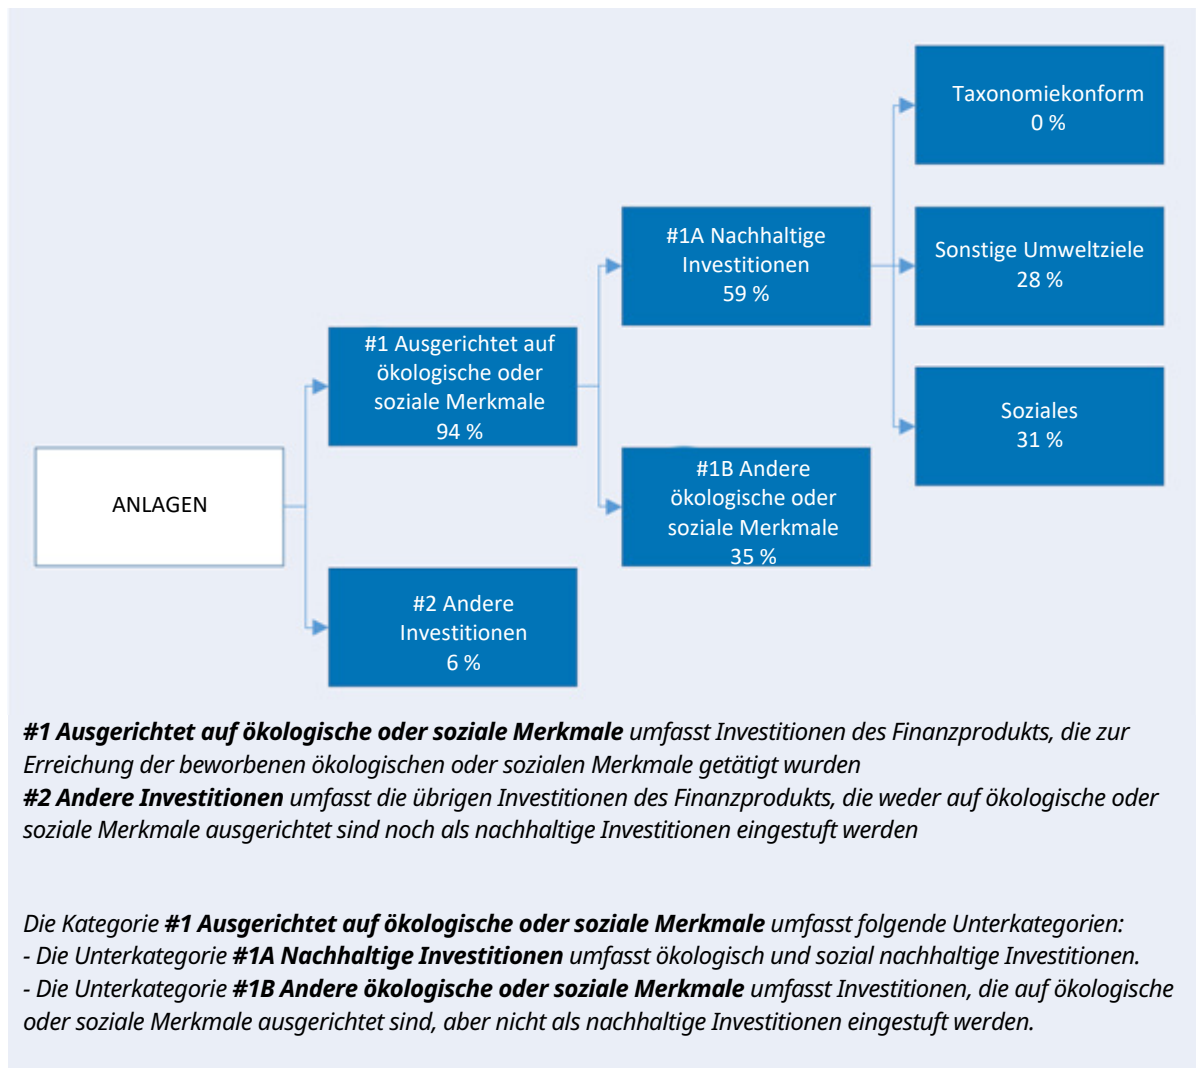 Taxonomiekonform
0 %
#1A Nachhaltige
Investitionen
59 %
Sonstige Umweltziele
28 %
#1 Ausgerichtet auf
ökologische oder
soziale Merkmale
94 %
Soziales
31 %
ANLAGEN
#1B Andere
ökologische oder
soziale Merkmale
35 %
#2 Andere
Investitionen
6 %
#1 Ausgerichtet auf ökologische oder soziale Merkmale umfasst Investitionen des Finanzprodukts, die zur
Erreichung der beworbenen ökologischen oder sozialen Merkmale getätigt wurden
#2 Andere Investitionen umfasst die übrigen Investitionen des Finanzprodukts, die weder auf ökologische oder
soziale Merkmale ausgerichtet sind noch als nachhaltige Investitionen eingestuft werden
Die Kategorie #1 Ausgerichtet auf ökologische oder soziale Merkmale umfasst folgende Unterkategorien:
- Die Unterkategorie #1A Nachhaltige Investitionen umfasst ökologisch und sozial nachhaltige Investitionen.
- Die Unterkategorie #1B Andere ökologische oder soziale Merkmale umfasst Investitionen, die auf ökologische
oder soziale Merkmale ausgerichtet sind, aber nicht als nachhaltige Investitionen eingestuft werden.